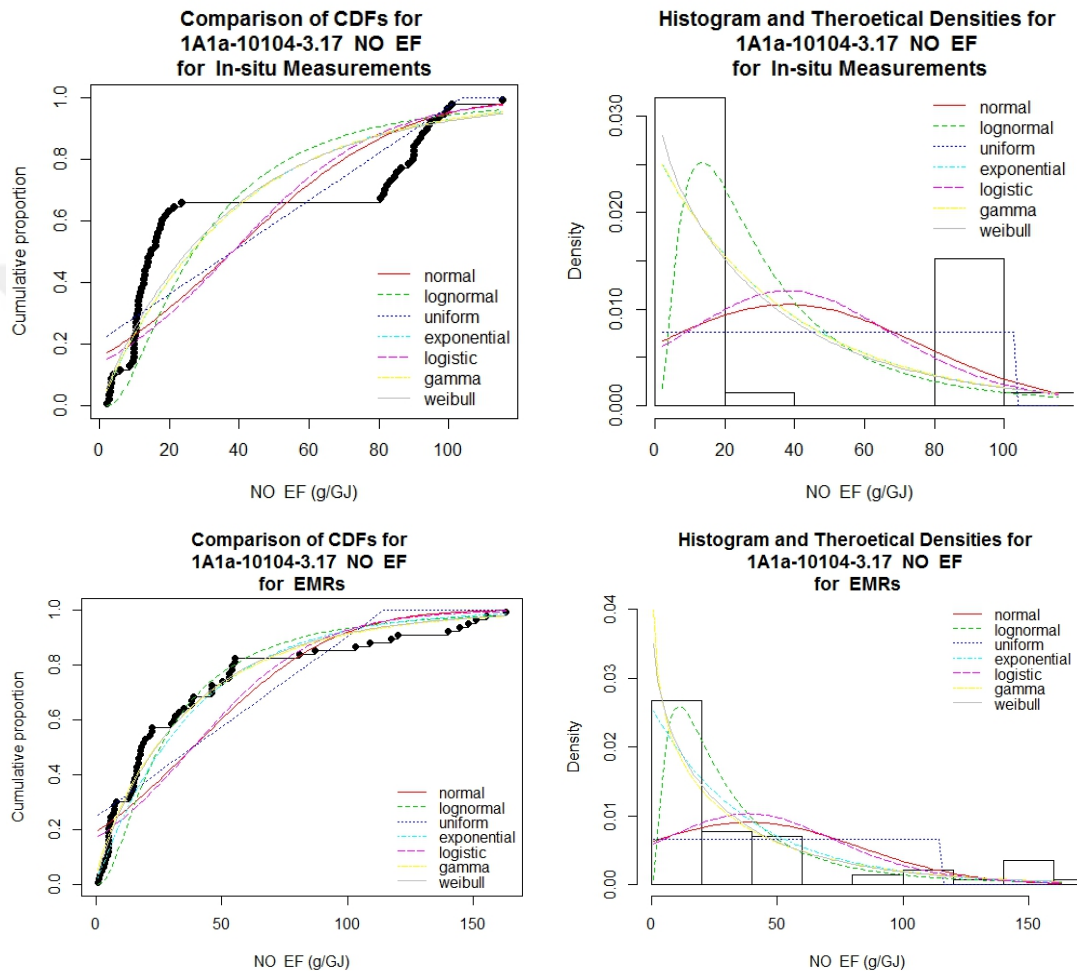 Comparison of CDFs for
1A1a-10104-3.17 NO EF
for In-situ Measurements
Cumulative proportion
0.0 0.2 0.4 0.6 0.8 1.0
normal
lognormal
uniform
exponential
logistic
gamma
weibull
0 20 40 60 80 100
NO EF (g/GJ)
Histogram and Theroetical Densities for
1A1a-10104-3.17 NO EF
for In-situ Measurements
Density
0.000 0.010 0.020 0.030
normal
lognormal
uniform
exponential
logistic
gamma
weibull
0 20 40 60 80 100
NO EF (g/GJ)
Comparison of CDFs for
1A1a-10104-3.17 NO EF
for EMRs
Cumulative proportion
0.0 0.2 0.4 0.6 0.8 1.0
normal
lognormal
uniform
exponential
logistic
gamma
weibull
0 50 100 150
NO EF (g/GJ)
Histogram and Theroetical Densities for
1A1a-10104-3.17 NO EF
for EMRs
Density
0.00 0.01 0.02 0.03 0.04
normal
lognormal
uniform
exponential
logistic
gamma
weibull
0 50 100 150
NO EF (g/GJ)